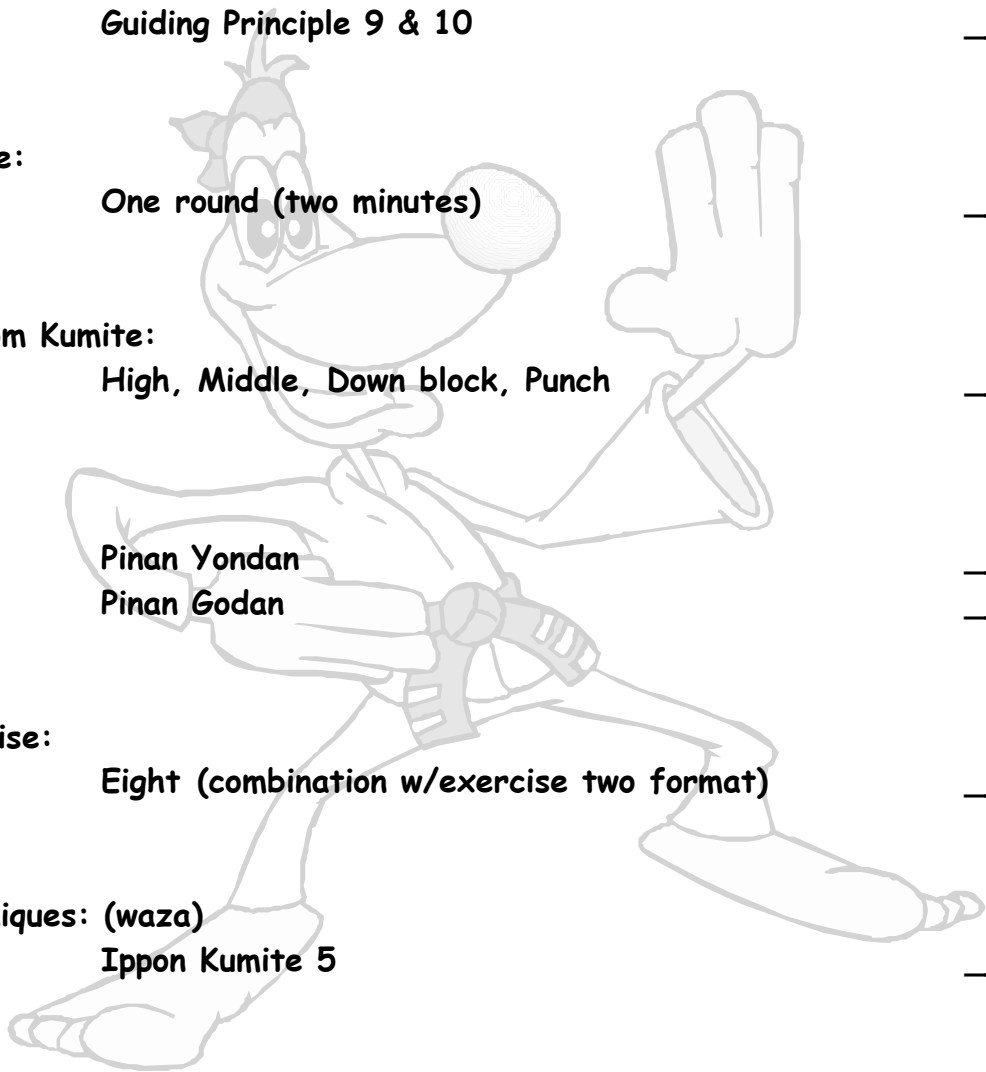 Guiding Principle 9 & 10
e:
One round (two minutes)
om Kumite:
High, Middle, Down block, Punch
Pinan Yondan
Pinan Godan
ise:
Eight (combination w/exercise two format)
iques: (waza)
Ippon Kumite 5